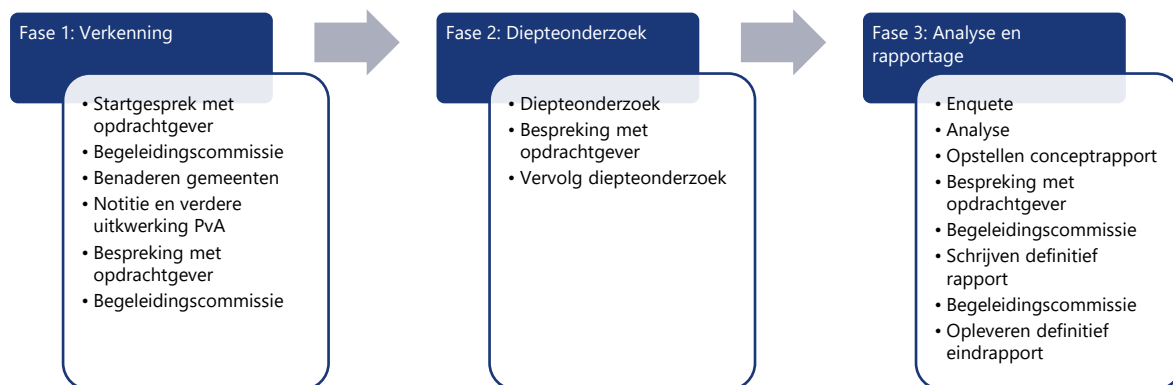 Fase 1: Verkenning
• Startgesprek met
opdrachtgever
• Begeleidingscommissie
• Benaderen gemeenten
• Notitie en verdere
uitkwerking PvA
• Bespreking met
opdrachtgever
• Begeleidingscommissie
Fase 2: Diepteonderzoek
• Diepteonderzoek
• Bespreking met
opdrachtgever
• Vervolg diepteonderzoek
Fase 3: Analyse en
rapportage
• Enquete
• Analyse
• Opstellen conceptrapport
• Bespreking met
opdrachtgever
• Begeleidingscommissie
• Schrijven definitief
rapport
• Begeleidingscommissie
• Opleveren definitief
eindrapport